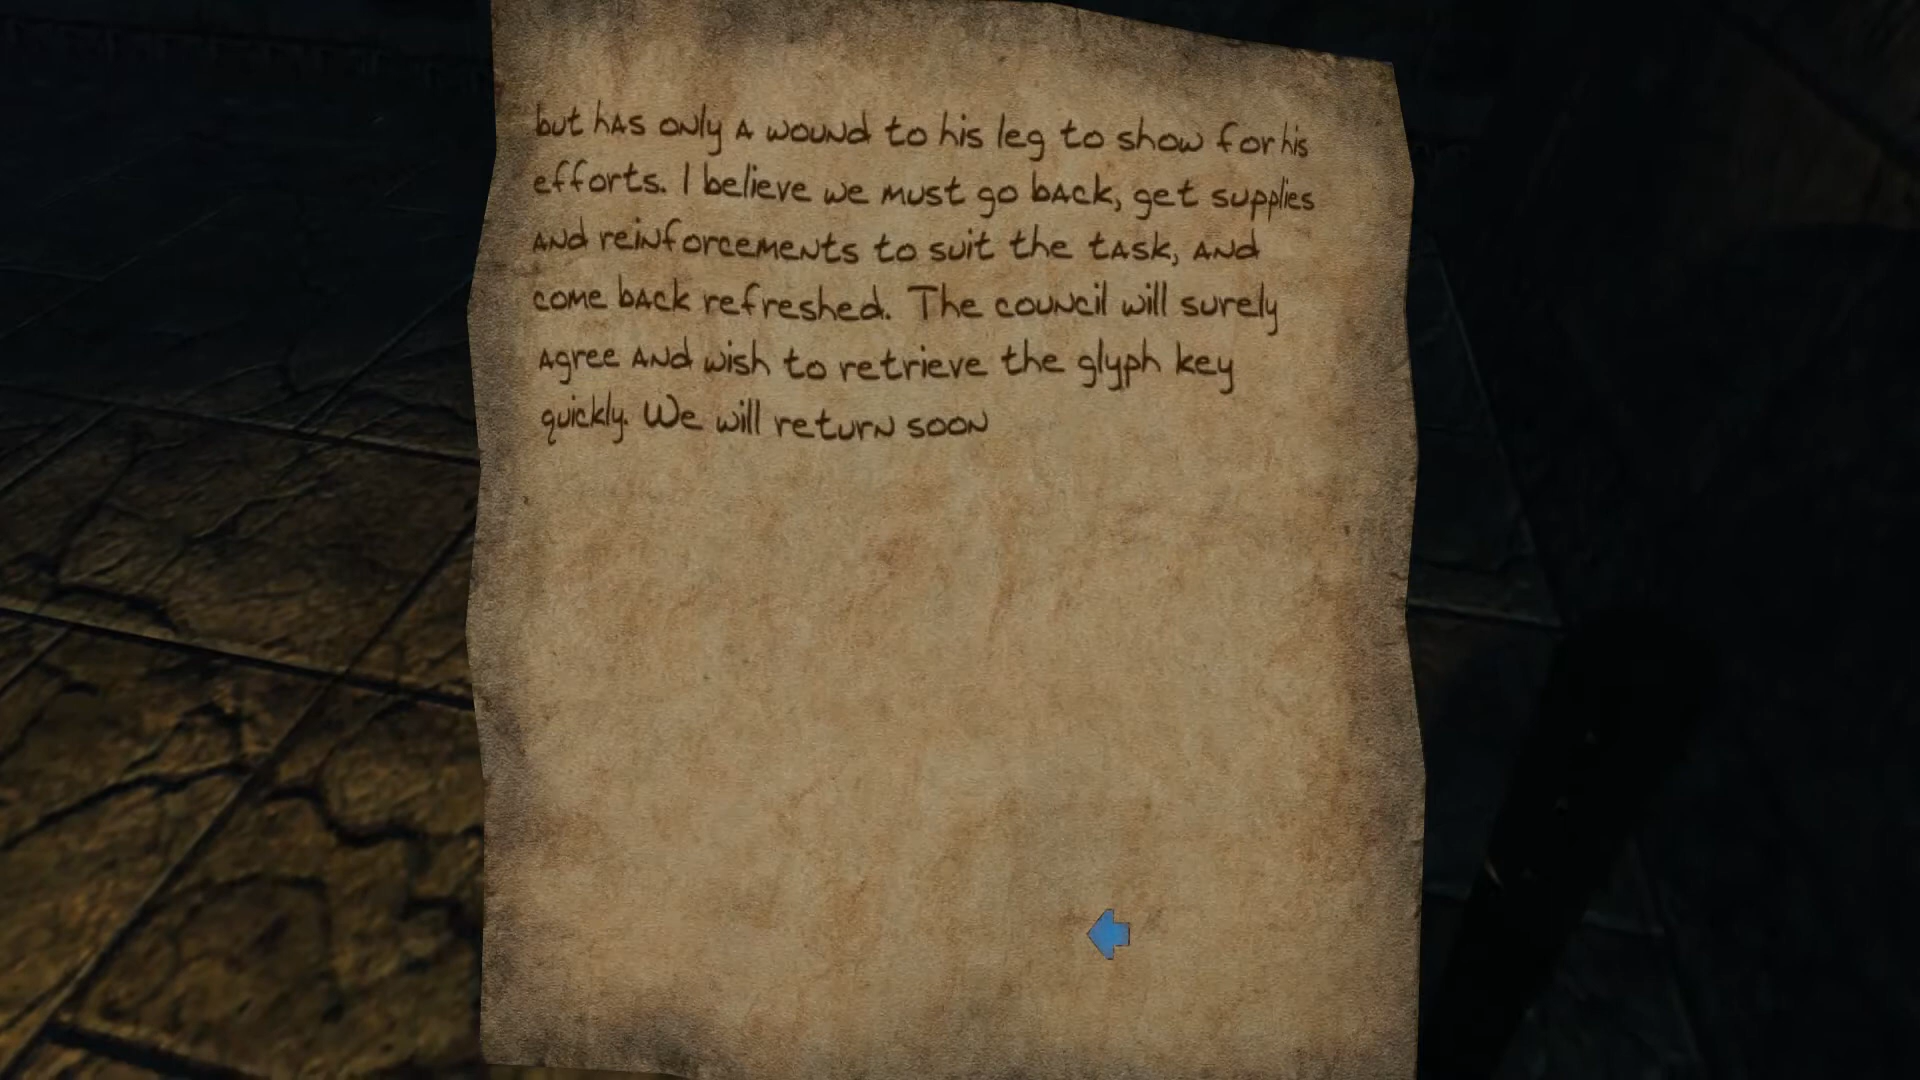 but has only a wound to his leg to show for his
efforts. I believe we must go back, get supplies
and reinforcements to suit the task, and
come back refreshed. The council will surely
agree and wish to retrieve the glyph key
quickly. We will return soon